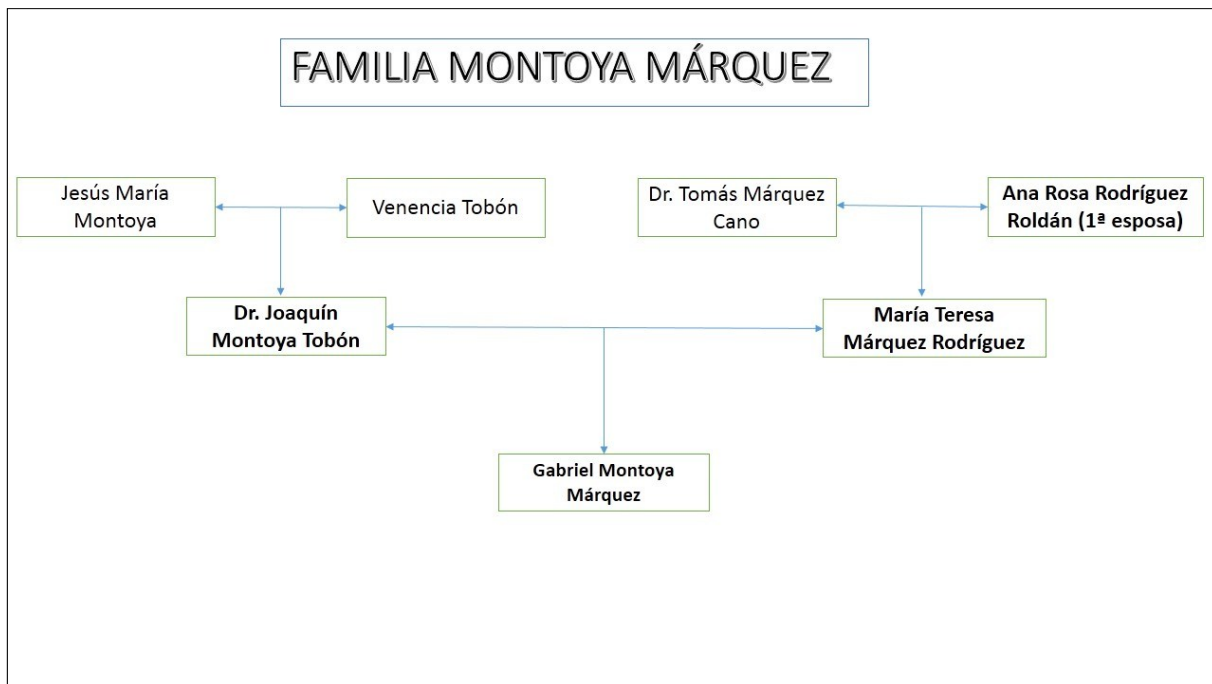 FAMILIA MONTOYA MÁRQUEZ
Jesús María
Montoya
Venencia Tobón
Dr. Tomás Márquez
Cano
Ana Rosa Rodríguez
Roldán (1ª esposa)
Dr. Joaquín
Montoya Tobón
María Teresa
Márquez Rodríguez
Gabriel Montoya
Márquez